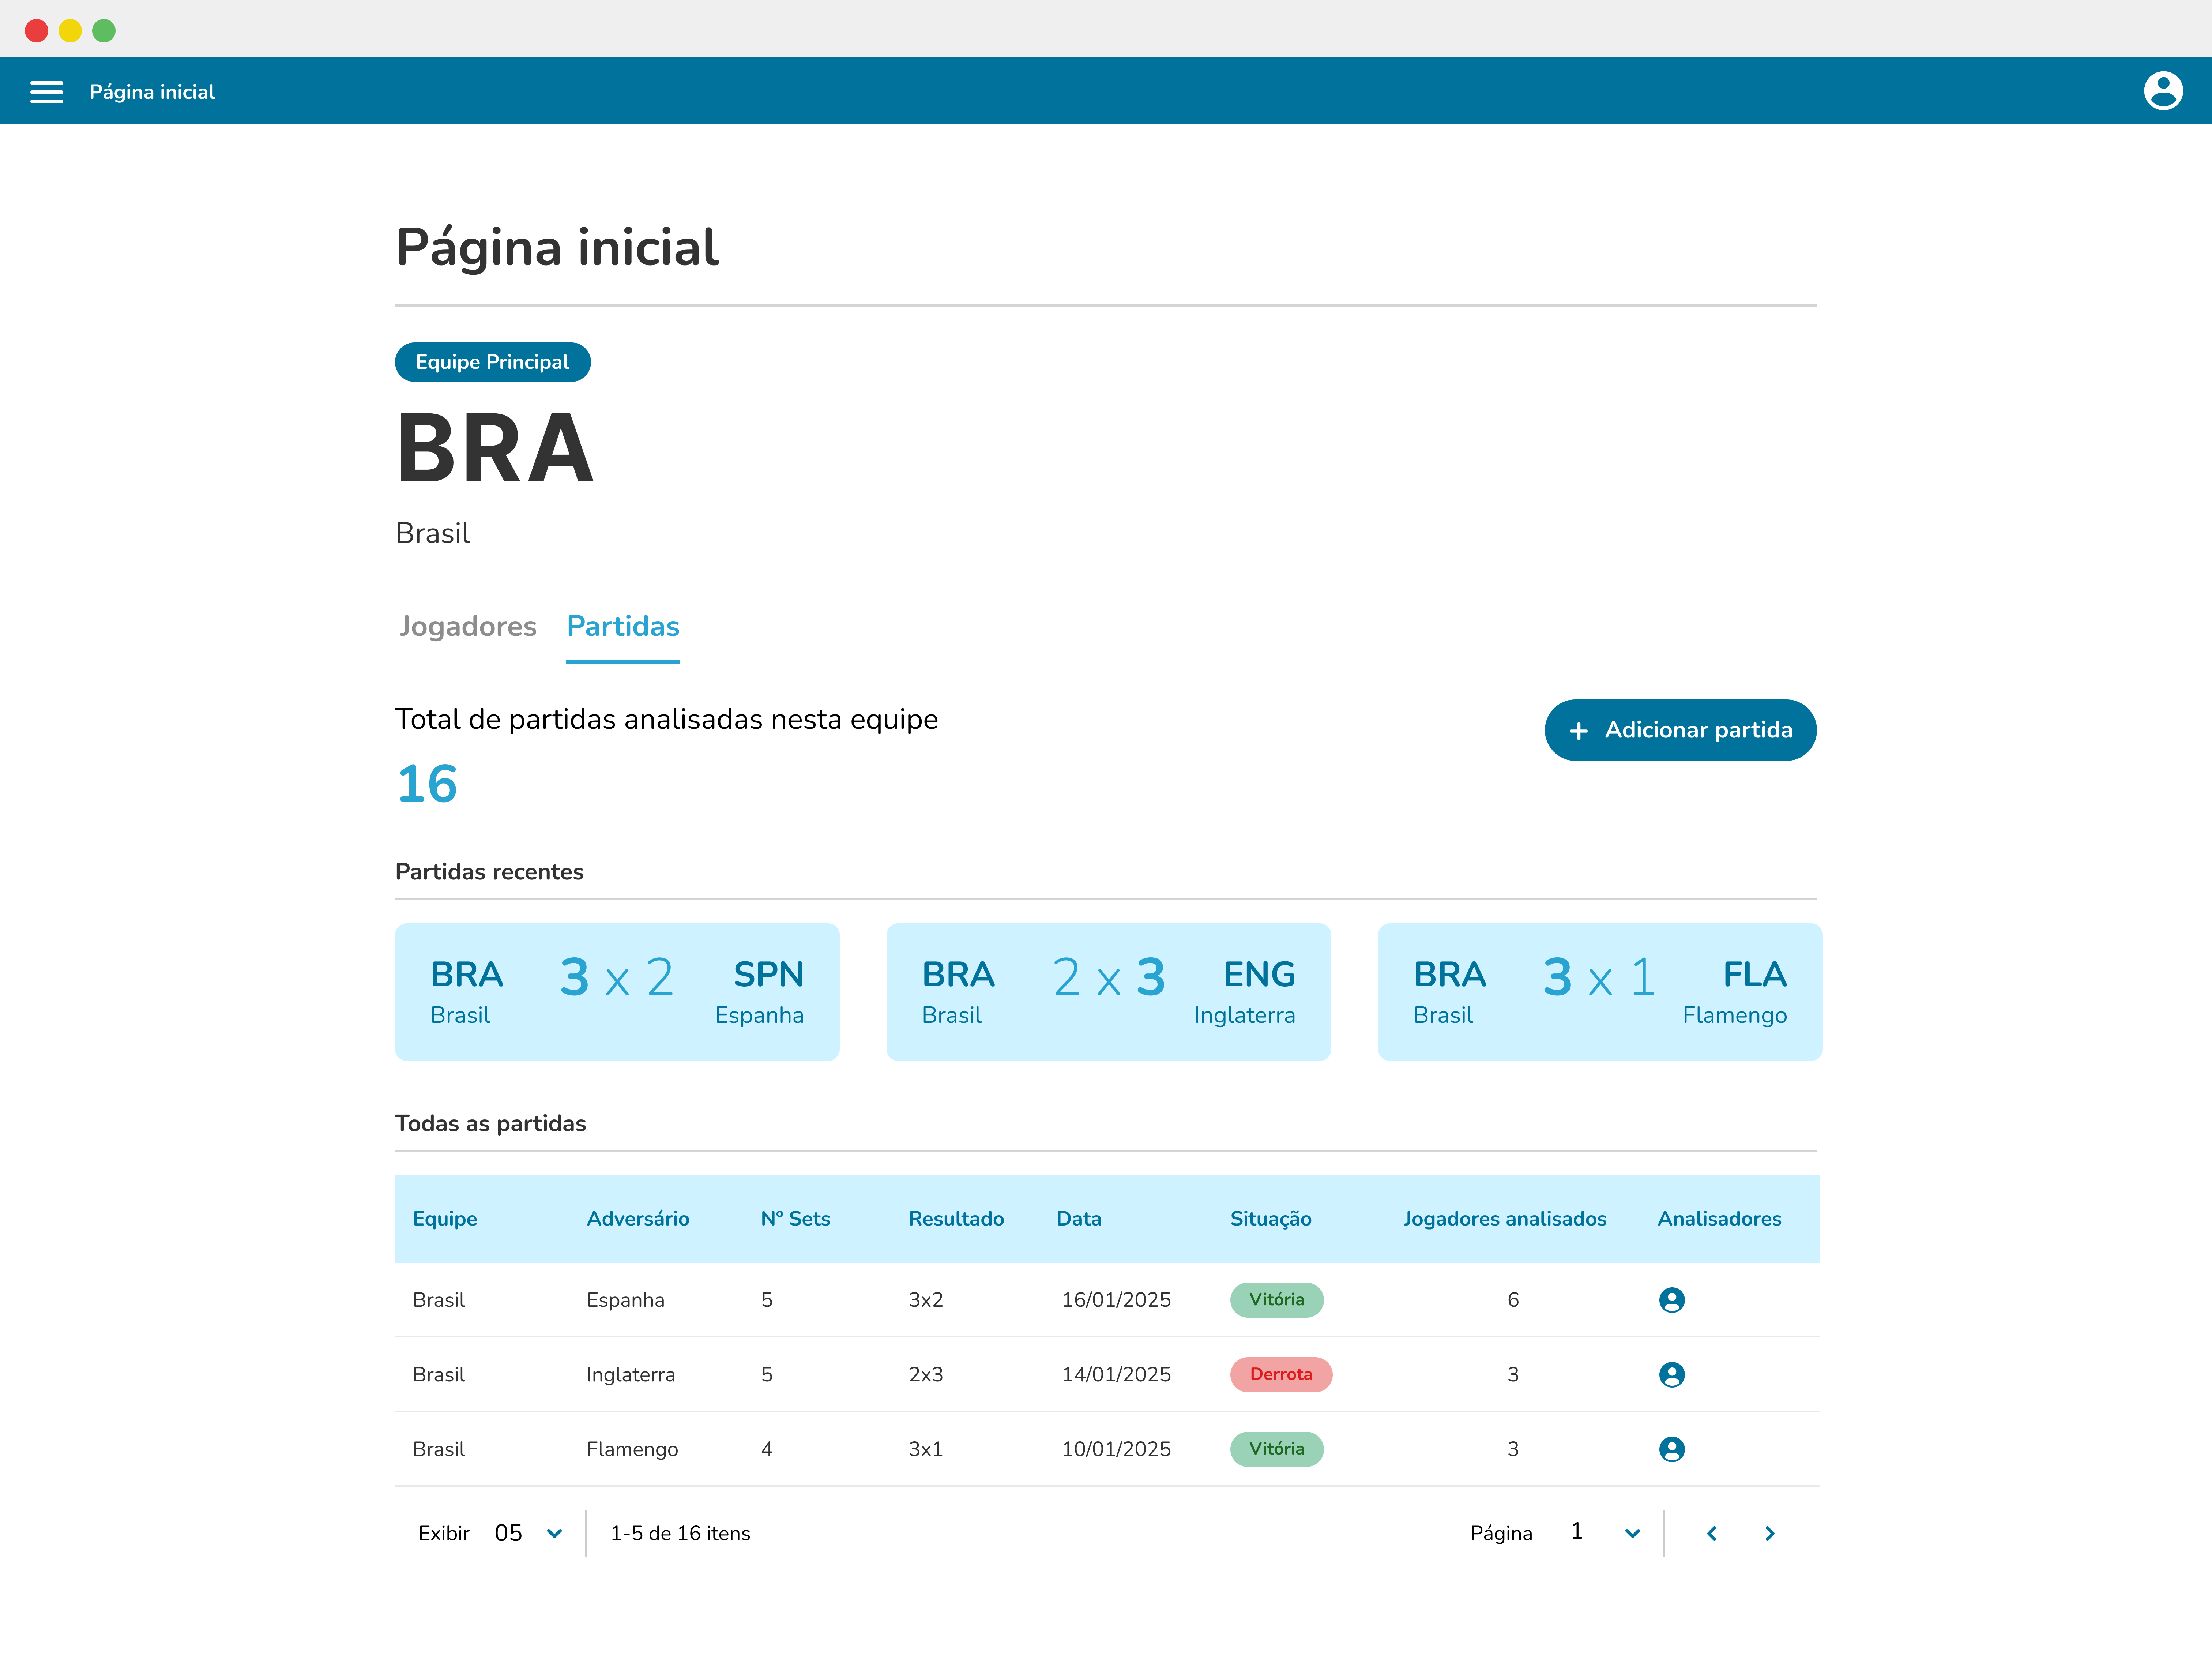 Página inicial
Página inicial
Equipe Principal
BRA
Brasil
Jogadores Partidas
Total de partidas analisadas nesta equipe
+ Adicionar partida
16
Partidas recentes
BRA 3 x 2 SPN
Brasil Espanha
BRA 2 x 3 ENG
Brasil Inglaterra
BRA 3 x 1 FLA
Brasil Flamengo
Todas as partidas
Equipe Adversário Nº Sets Resultado Data Situação Jogadores analisados Analisadores
Brasil Espanha 5 3x2 16/01/2025 Vitória 6
Brasil Inglaterra 5 2x3 14/01/2025 Derrota 3
Brasil Flamengo 4 3x1 10/01/2025 Vitória 3
Exibir 05 1-5 de 16 itens Página 1